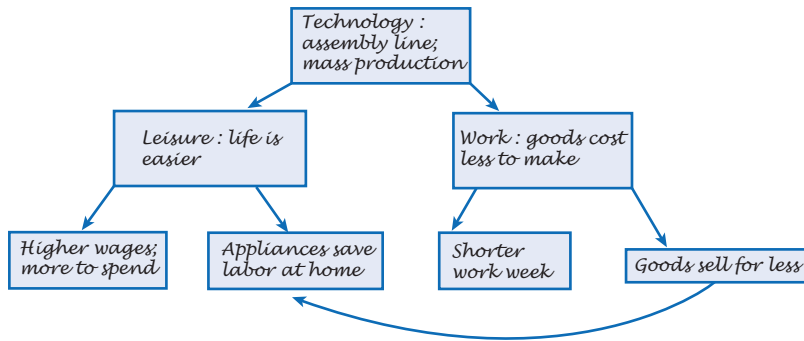 Technology :
assembly line;
mass production
Leisure : life is
easier
Work : goods cost
less to make
Higher wages;
more to spend
Appliances save
labor at home
Shorter
work week
Goods sell for less